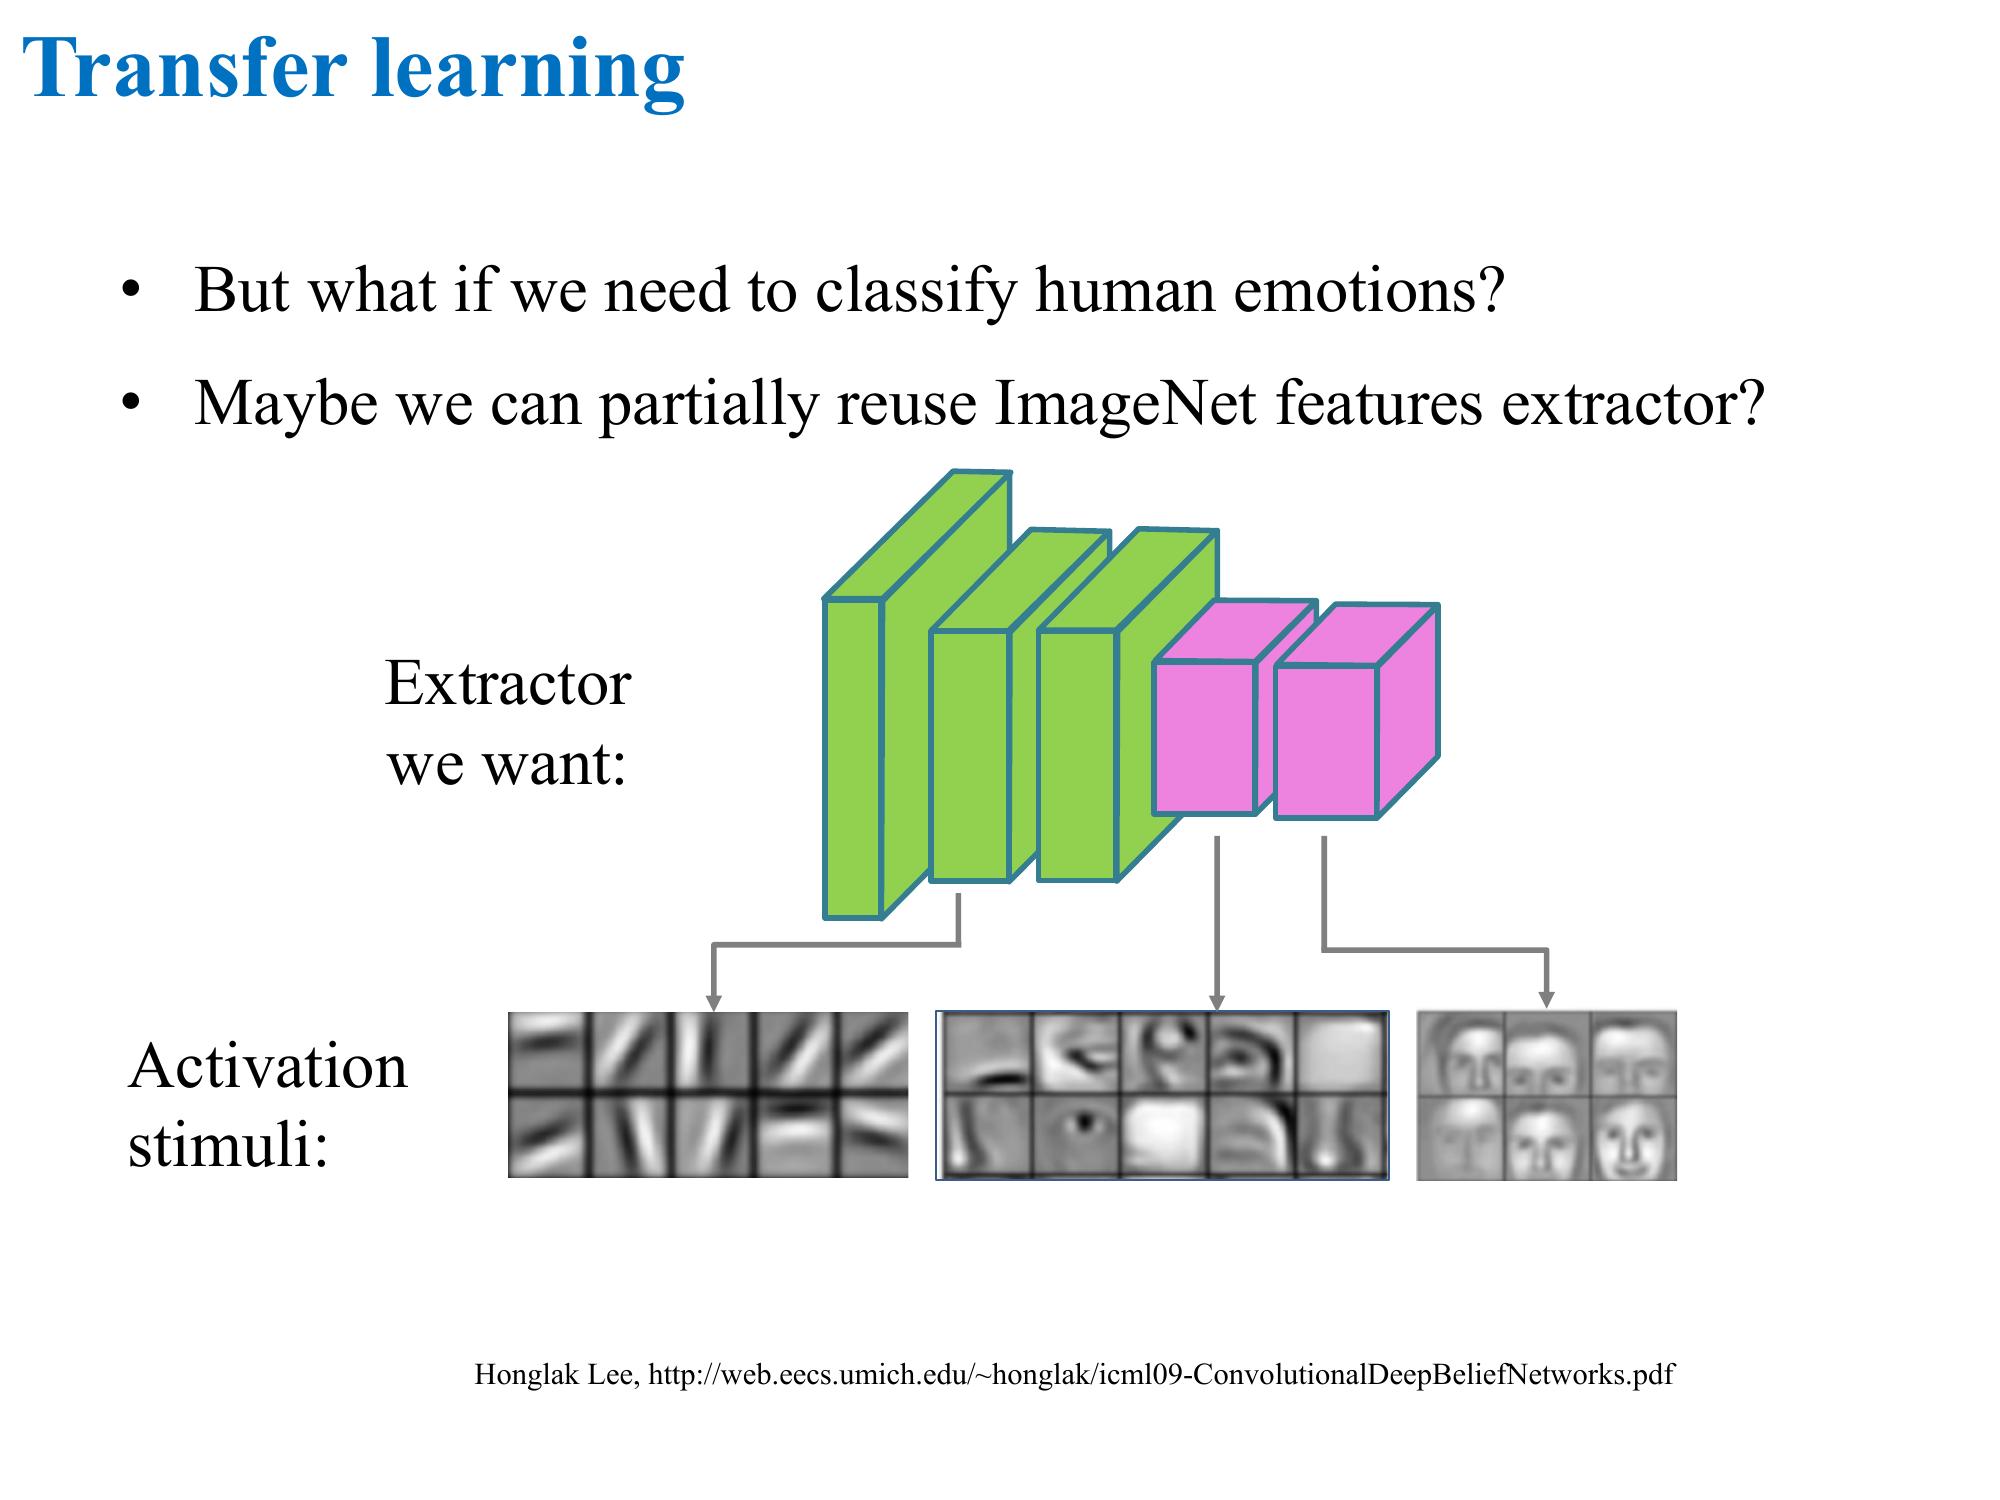 Transfer learning
• But what if we need to classify human emotions?
• Maybe we can partially reuse ImageNet features extractor?
Extractor
we want:
Activation
stimuli:
Honglak Lee, http://web.eecs.umich.edu/~honglak/icml09-ConvolutionalDeepBeliefNetworks.pdf